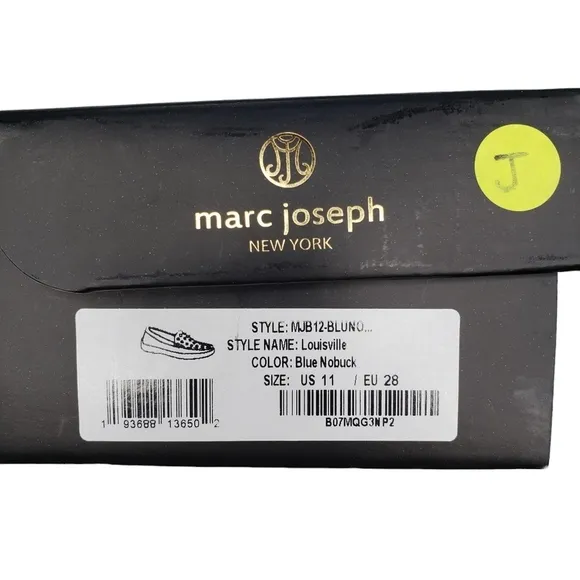 marc joseph
NEW YORK
J
STYLE: MJB12-BLUNO...
STYLE NAME: Louisville
COLOR: Blue Nobuck
SIZE: US 11 / EU 28
1 93688 13650 2
B07MQG3NP2